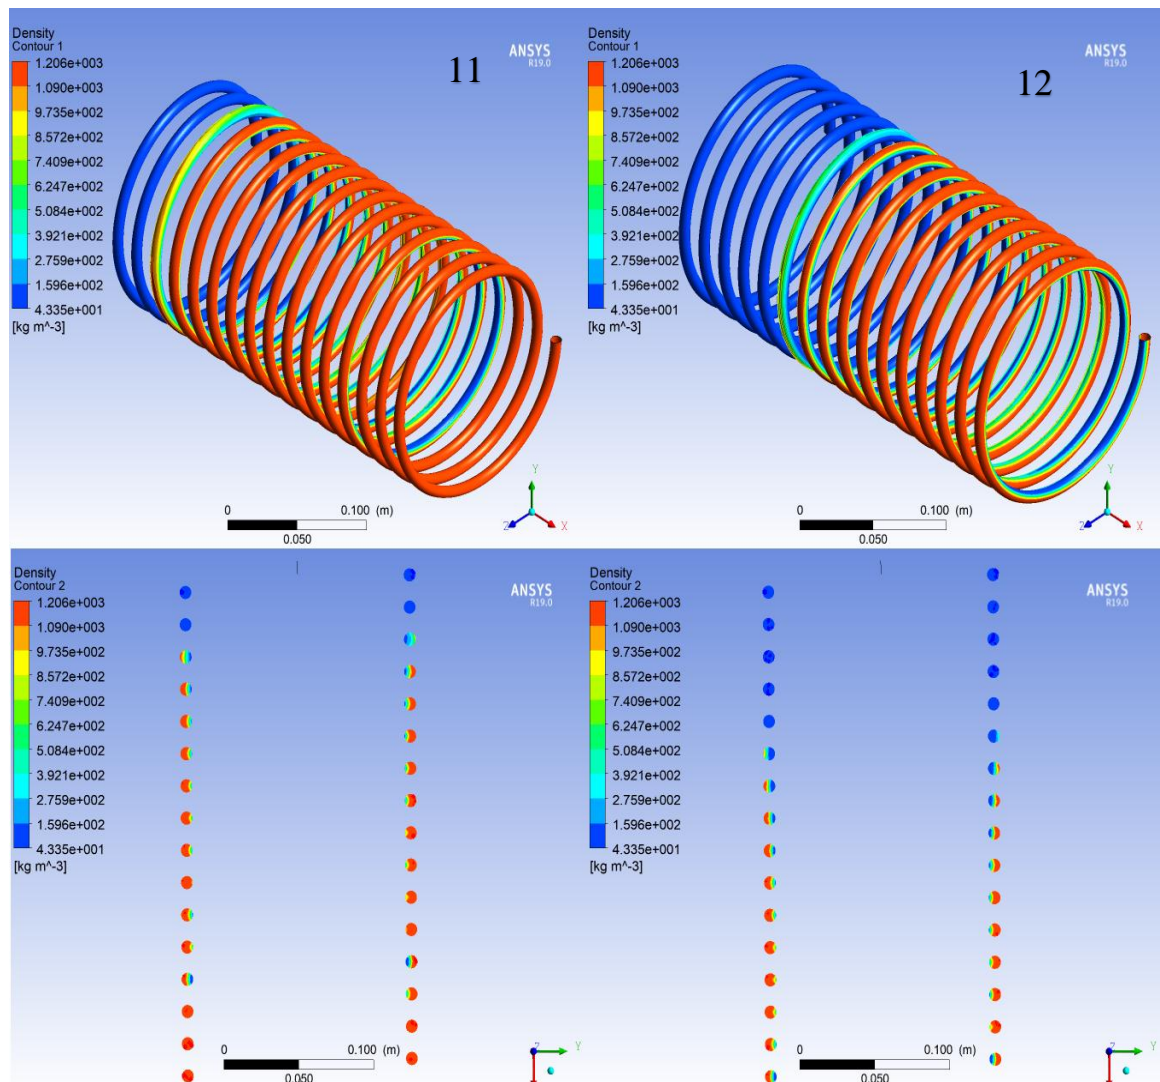 Density
Contour 1
1.206e+003
1.090e+003
9.735e+002
8.572e+002
7.409e+002
6.247e+002
5.084e+002
3.921e+002
2.759e+002
1.596e+002
4.335e+001
[kg m^-3]
ANSYS
R19.0
11
0 0.100 (m)
0.050
Y
Z X
Density
Contour 1
1.206e+003
1.090e+003
9.735e+002
8.572e+002
7.409e+002
6.247e+002
5.084e+002
3.921e+002
2.759e+002
1.596e+002
4.335e+001
[kg m^-3]
ANSYS
R19.0
12
0 0.100 (m)
0.050
Y
Z X
Density
Contour 2
1.206e+003
1.090e+003
9.735e+002
8.572e+002
7.409e+002
6.247e+002
5.084e+002
3.921e+002
2.759e+002
1.596e+002
4.335e+001
[kg m^-3]
ANSYS
R19.0
0 0.100 (m)
0.050
Z Y
Density
Contour 2
1.206e+003
1.090e+003
9.735e+002
8.572e+002
7.409e+002
6.247e+002
5.084e+002
3.921e+002
2.759e+002
1.596e+002
4.335e+001
[kg m^-3]
ANSYS
R19.0
0 0.100 (m)
0.050
Z Y